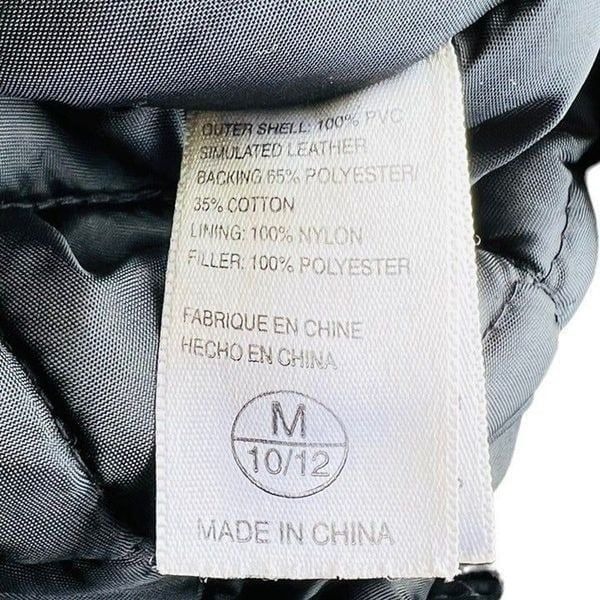 OUTER SHELL: 100% PVC
SIMULATED LEATHER
BACKING 65% POLYESTER/
35% COTTON
LINING: 100% NYLON
FILLER: 100% POLYESTER
FABRIQUE EN CHINE
HECHO EN CHINA
M
10/12
MADE IN CHINA